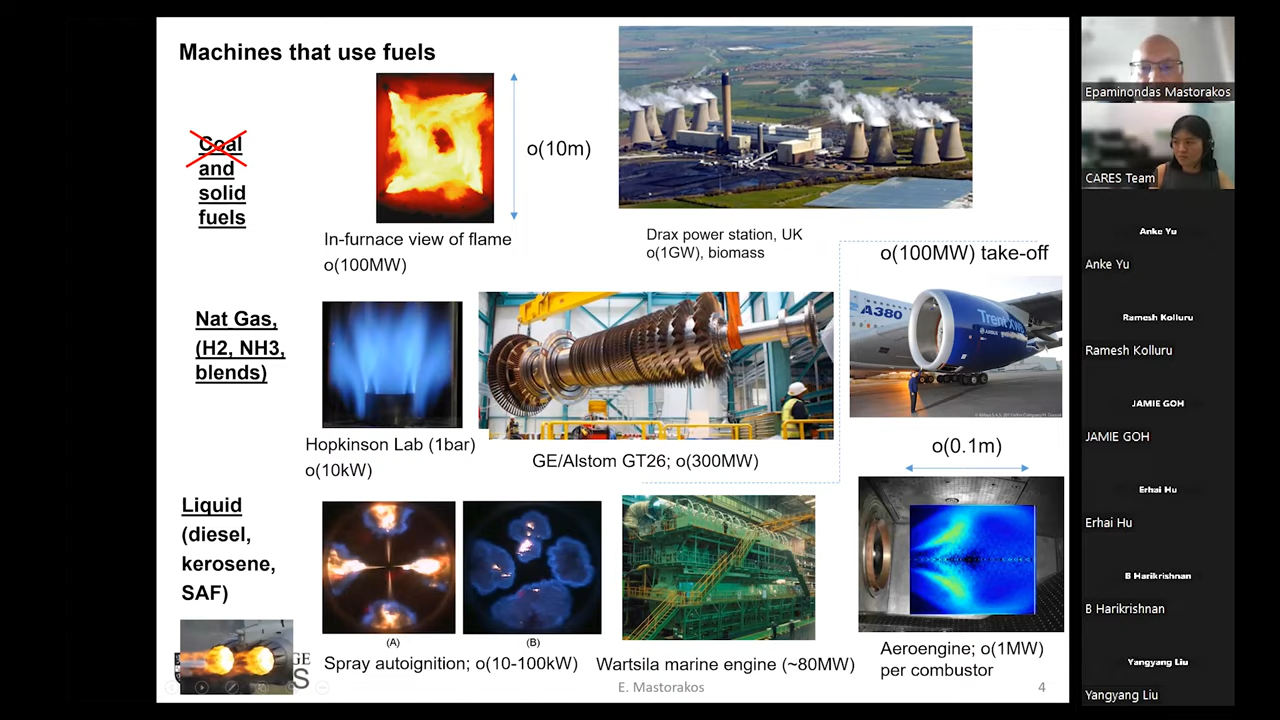 Machines that use fuels
Coal
and
solid
fuels
o(10m)
In-furnace view of flame
o(100MW)
Drax power station, UK
o(1GW), biomass
o(100MW) take-off
Nat Gas,
(H2, NH3,
blends)
A380
Trent XWB
AIRBUS
Hopkinson Lab (1bar)
o(10kW)
GE/Alstom GT26; o(300MW)
o(0.1m)
Liquid
(diesel,
kerosene,
SAF)
(A)
(B)
Spray autoignition; o(10-100kW)
Wartsila marine engine (~80MW)
Aeroengine; o(1MW)
per combustor
E. Mastorakos
4
Epaminondas Mastorakos
CARES Team
Anke Yu
Anke Yu
Ramesh Kolluru
Ramesh Kolluru
JAMIE GOH
JAMIE GOH
Erhai Hu
Erhai Hu
B Harikrishnan
B Harikrishnan
Yangyang Liu
Yangyang Liu